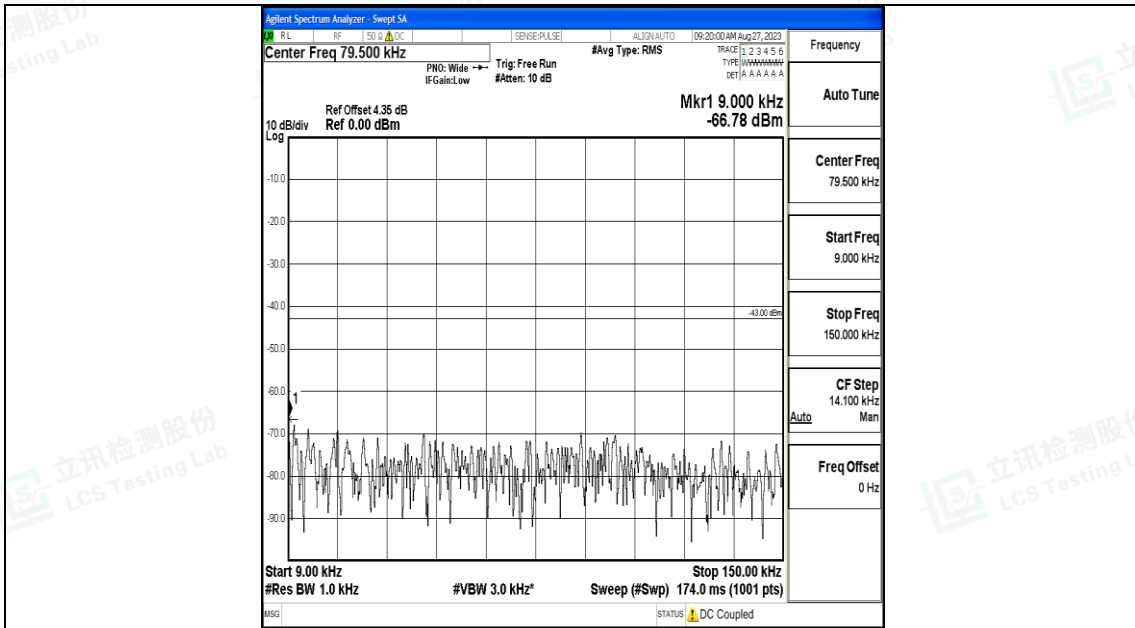 Agilent Spectrum Analyzer - Swept SA
RL RF 50 Ω DC SENSE:PULSE ALIGN AUTO 09:20:00 AM Aug 27, 2023
Center Freq 79.500 kHz
PNO: Wide
IFGain:Low
Trig: Free Run
#Atten: 10 dB
#Avg Type: RMS
TRACE 1 2 3 4 5 6
TYPE
DET A A A A A A
Frequency
Auto Tune
Mkr1 9.000 kHz
-66.78 dBm
Ref Offset 4.35 dB
10 dB/div Ref 0.00 dBm
Log
-10.0
-20.0
-30.0
-40.0
-43.00 dBm
-50.0
-60.0
1
-70.0
-80.0
-90.0
Center Freq
79.500 kHz
Start Freq
9.000 kHz
Stop Freq
150.000 kHz
CF Step
14.100 kHz
Auto Man
Freq Offset
0 Hz
Start 9.00 kHz Stop 150.00 kHz
#Res BW 1.0 kHz #VBW 3.0 kHz* Sweep (#Swp) 174.0 ms (1001 pts)
MSG STATUS DC Coupled
立讯检测股份
LCS Testing Lab
立讯检测股份
LCS Testing L